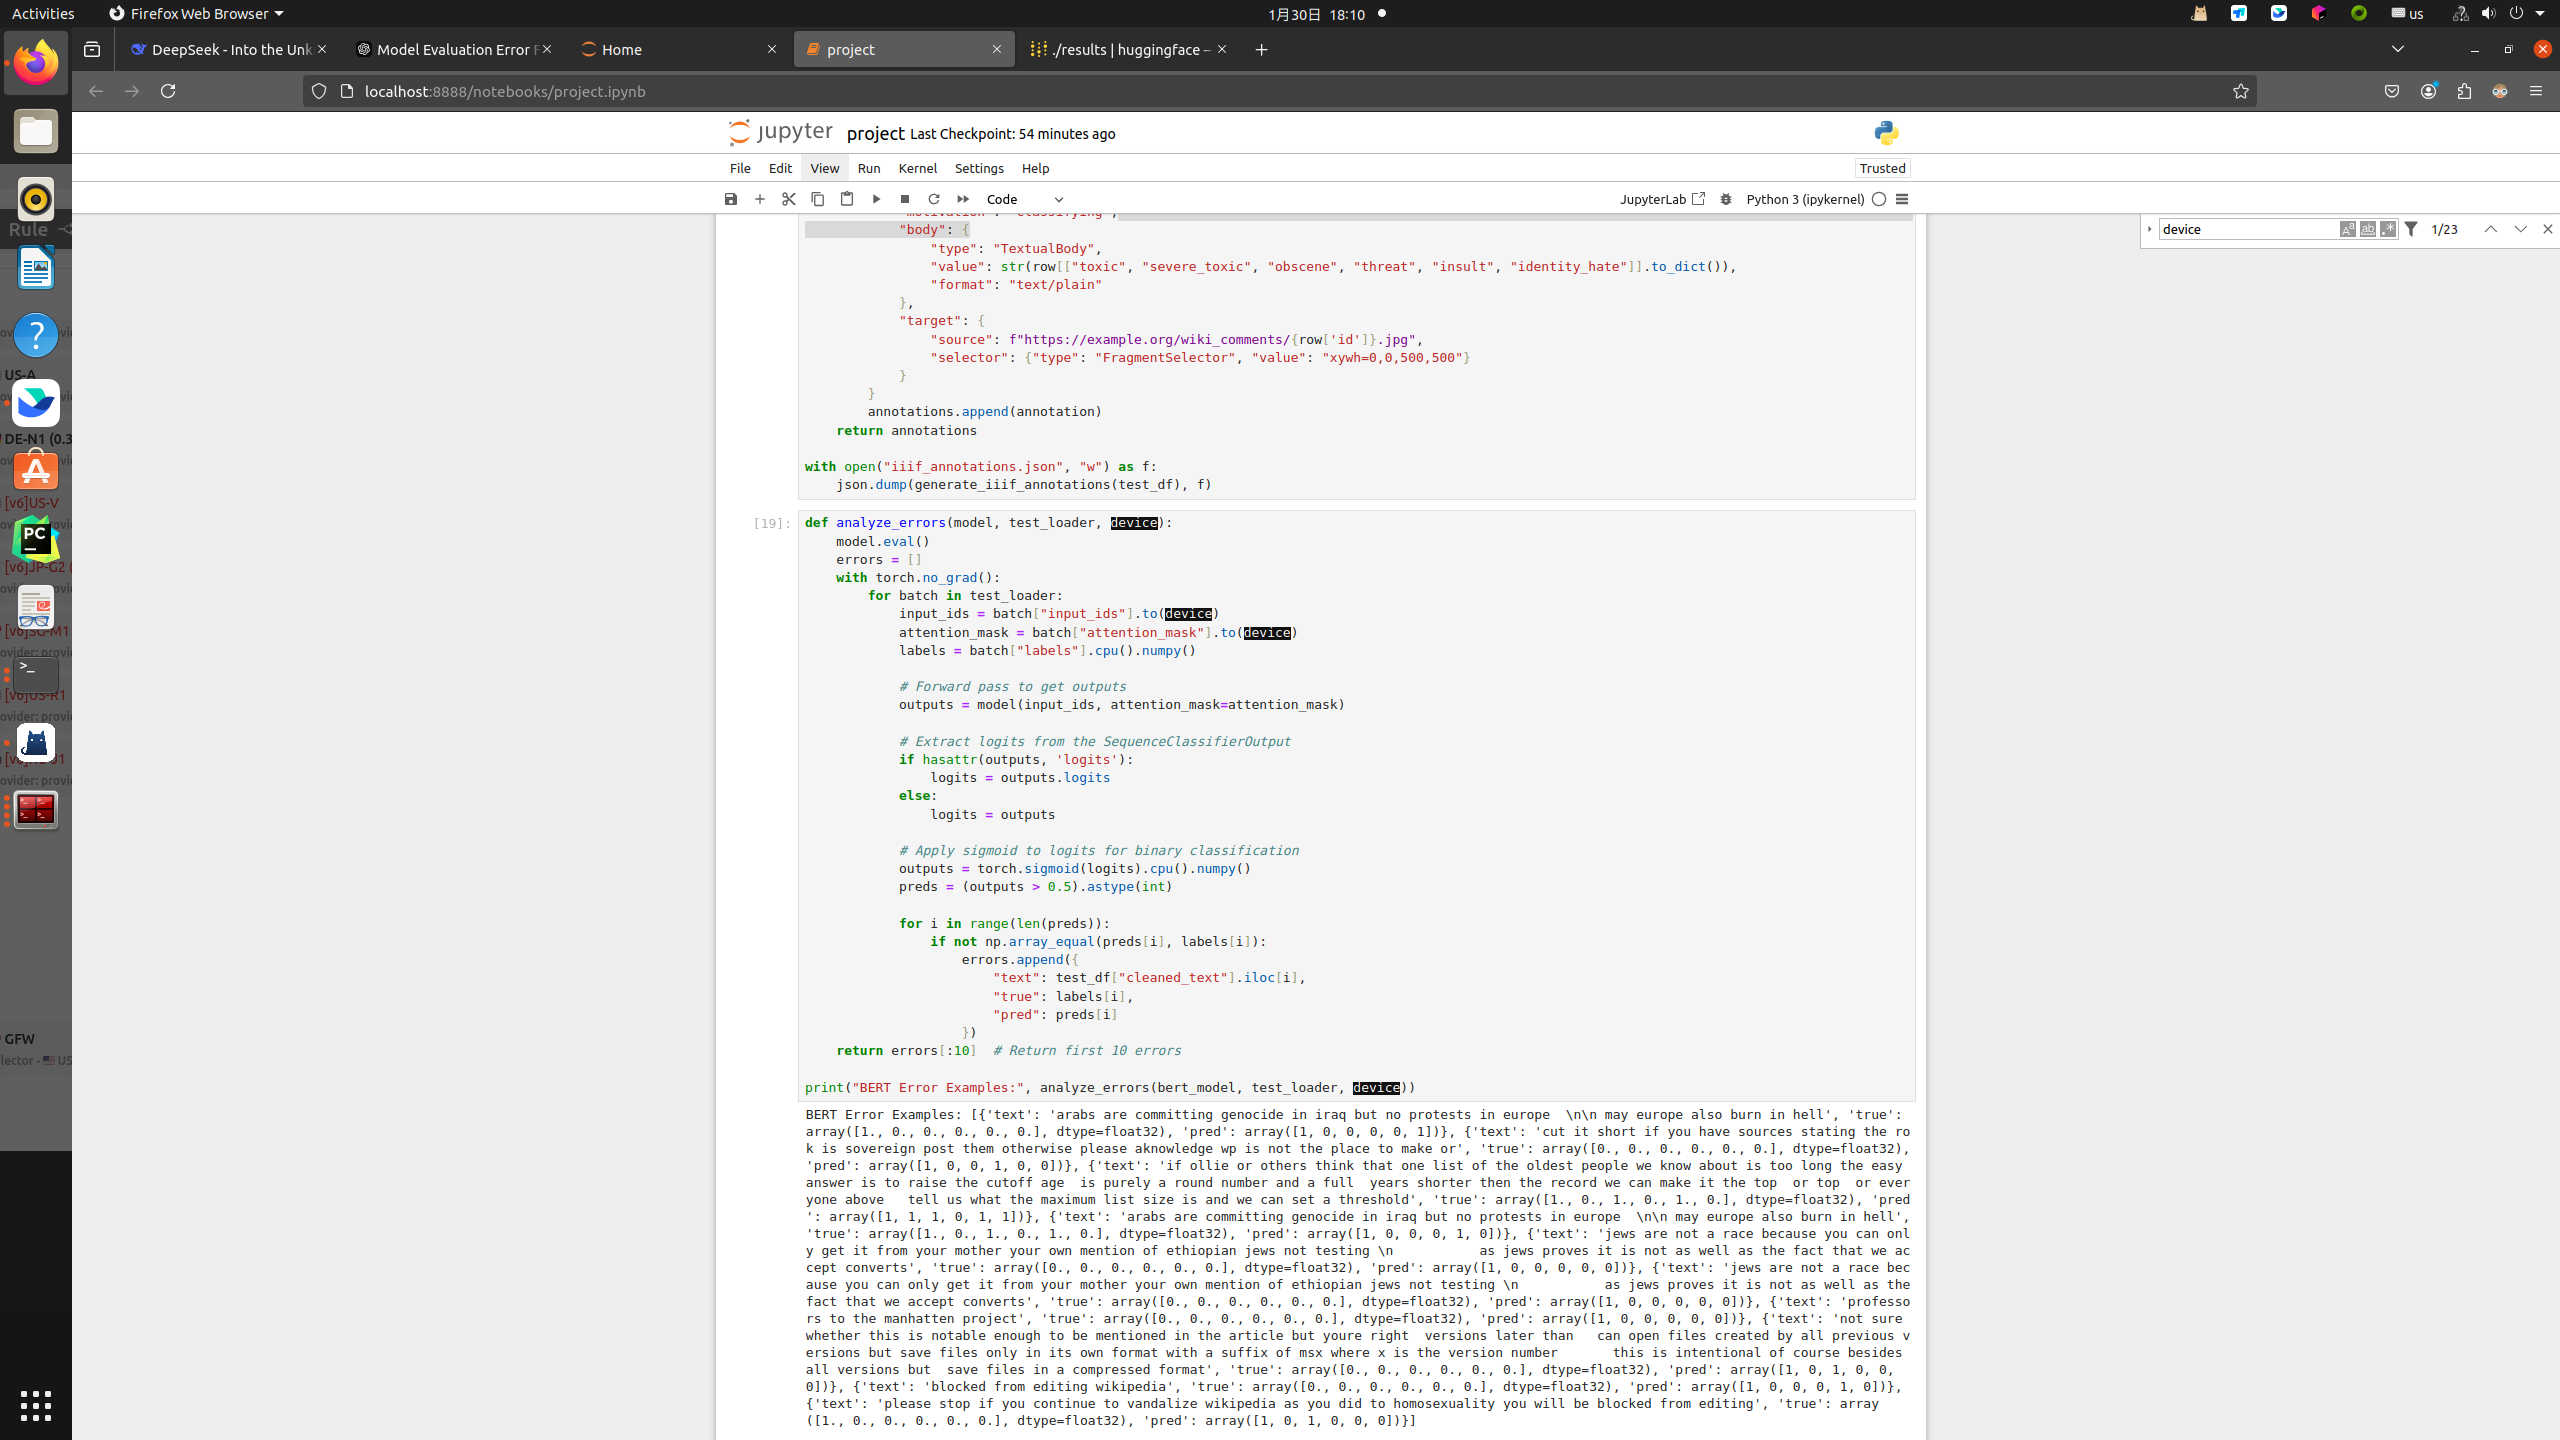 Activities
Firefox Web Browser
1月30日 18:10
us
DeepSeek - Into the Unk
Model Evaluation Error F
Home
project
./results | huggingface –
localhost:8888/notebooks/project.ipynb
jupyter project Last Checkpoint: 54 minutes ago
File Edit View Run Kernel Settings Help
Trusted
Code
JupyterLab
Python 3 (ipykernel)
device
1/23
Rule
US-A
DE-N1 (0.3
[v6]US-V
[v6]JP-G2 (
[v6]SG-M1
[v6]US-R1
ovider: provi
GFW
lector - US
"motivation": "classifying",
"body": {
"type": "TextualBody",
"value": str(row[["toxic", "severe_toxic", "obscene", "threat", "insult", "identity_hate"]].to_dict()),
"format": "text/plain"
},
"target": {
"source": f"https://example.org/wiki_comments/{row['id']}.jpg",
"selector": {"type": "FragmentSelector", "value": "xywh=0,0,500,500"}
}
}
annotations.append(annotation)
return annotations
with open("iiif_annotations.json", "w") as f:
json.dump(generate_iiif_annotations(test_df), f)
[19]:
def analyze_errors(model, test_loader, device):
model.eval()
errors = []
with torch.no_grad():
for batch in test_loader:
input_ids = batch["input_ids"].to(device)
attention_mask = batch["attention_mask"].to(device)
labels = batch["labels"].cpu().numpy()
# Forward pass to get outputs
outputs = model(input_ids, attention_mask=attention_mask)
# Extract logits from the SequenceClassifierOutput
if hasattr(outputs, 'logits'):
logits = outputs.logits
else:
logits = outputs
# Apply sigmoid to logits for binary classification
outputs = torch.sigmoid(logits).cpu().numpy()
preds = (outputs > 0.5).astype(int)
for i in range(len(preds)):
if not np.array_equal(preds[i], labels[i]):
errors.append({
"text": test_df["cleaned_text"].iloc[i],
"true": labels[i],
"pred": preds[i]
})
return errors[:10]  # Return first 10 errors
print("BERT Error Examples:", analyze_errors(bert_model, test_loader, device))
BERT Error Examples: [{'text': 'arabs are committing genocide in iraq but no protests in europe  \n\n may europe also burn in hell', 'true':
array([1., 0., 0., 0., 0., 0.], dtype=float32), 'pred': array([1, 0, 0, 0, 0, 1])}, {'text': 'cut it short if you have sources stating the ro
k is sovereign post them otherwise please aknowledge wp is not the place to make or', 'true': array([0., 0., 0., 0., 0., 0.], dtype=float32),
'pred': array([1, 0, 0, 1, 0, 0])}, {'text': 'if ollie or others think that one list of the oldest people we know about is too long the easy
answer is to raise the cutoff age  is purely a round number and a full  years shorter then the record we can make it the top  or top  or ever
yone above   tell us what the maximum list size is and we can set a threshold', 'true': array([1., 0., 1., 0., 1., 0.], dtype=float32), 'pred
': array([1, 1, 1, 0, 1, 1])}, {'text': 'arabs are committing genocide in iraq but no protests in europe  \n\n may europe also burn in hell',
'true': array([1., 0., 1., 0., 1., 0.], dtype=float32), 'pred': array([1, 0, 0, 0, 1, 0])}, {'text': 'jews are not a race because you can onl
y get it from your mother your own mention of ethiopian jews not testing \n           as jews proves it is not as well as the fact that we ac
cept converts', 'true': array([0., 0., 0., 0., 0., 0.], dtype=float32), 'pred': array([1, 0, 0, 0, 0, 0])}, {'text': 'jews are not a race bec
ause you can only get it from your mother your own mention of ethiopian jews not testing \n           as jews proves it is not as well as the
fact that we accept converts', 'true': array([0., 0., 0., 0., 0., 0.], dtype=float32), 'pred': array([1, 0, 0, 0, 0, 0])}, {'text': 'professo
rs to the manhatten project', 'true': array([0., 0., 0., 0., 0., 0.], dtype=float32), 'pred': array([1, 0, 0, 0, 0, 0])}, {'text': 'not sure
whether this is notable enough to be mentioned in the article but youre right  versions later than   can open files created by all previous v
ersions but save files only in its own format with a suffix of msx where x is the version number       this is intentional of course besides
all versions but  save files in a compressed format', 'true': array([0., 0., 0., 0., 0., 0.], dtype=float32), 'pred': array([1, 0, 1, 0, 0,
0])}, {'text': 'blocked from editing wikipedia', 'true': array([0., 0., 0., 0., 0., 0.], dtype=float32), 'pred': array([1, 0, 0, 0, 1, 0])},
{'text': 'please stop if you continue to vandalize wikipedia as you did to homosexuality you will be blocked from editing', 'true': array
([1., 0., 0., 0., 0., 0.], dtype=float32), 'pred': array([1, 0, 1, 0, 0, 0])}]